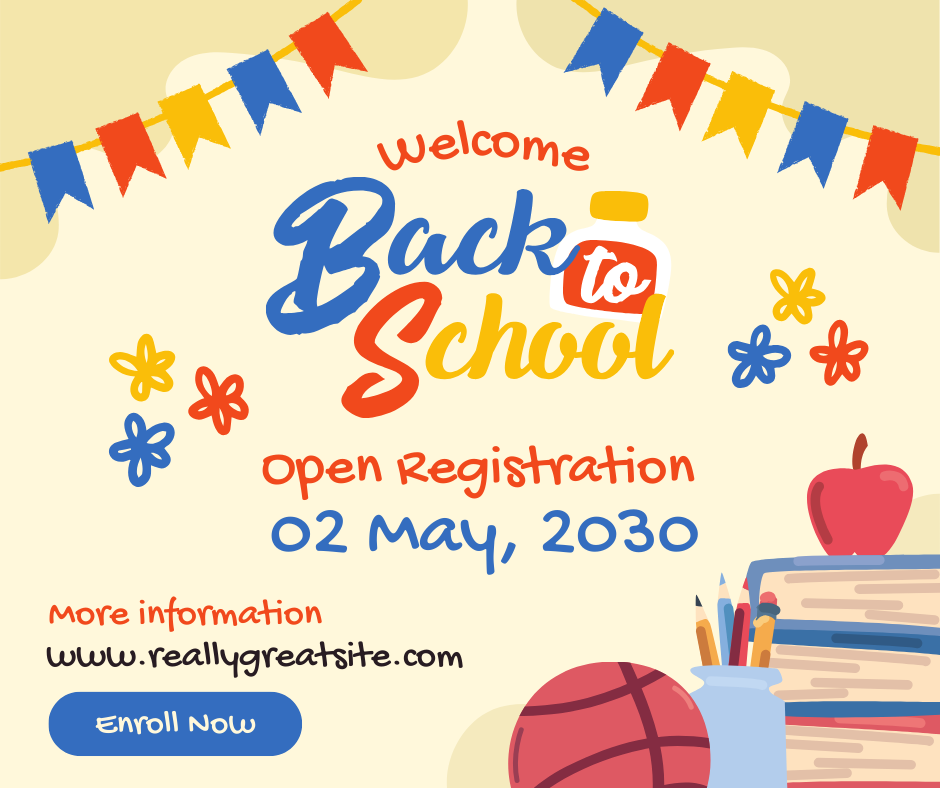 Welcome
Back to
School
Open Registration
02 May, 2030
More information
www.reallygreatsite.com
Enroll Now